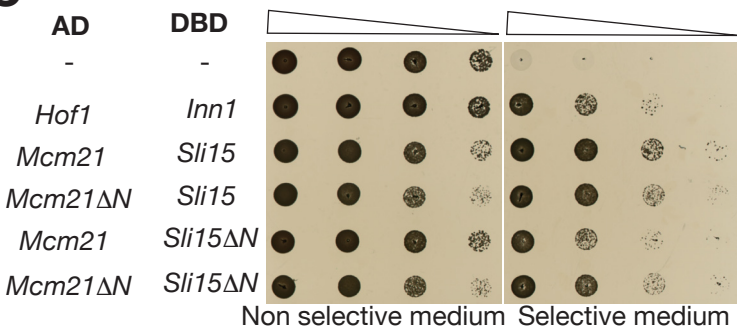 AD DBD
- -
Hof1 Inn1
Mcm21 Sli15
Mcm21ΔN Sli15
Mcm21 Sli15ΔN
Mcm21ΔN Sli15ΔN
Non selective medium Selective medium